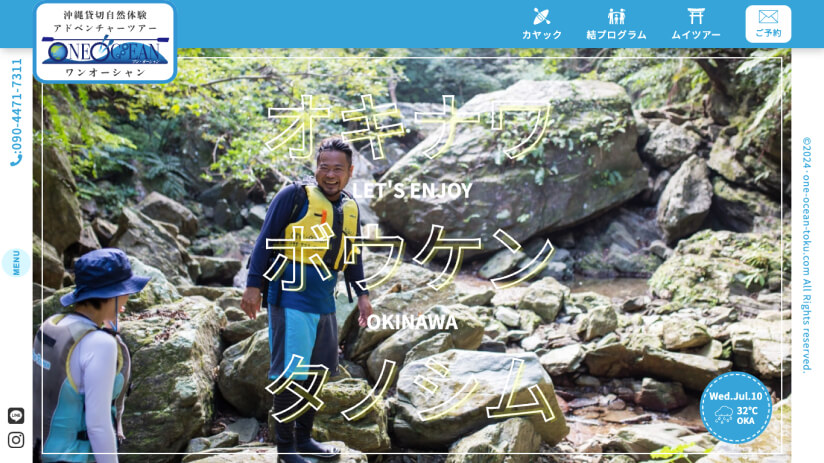 沖縄貸切自然体験
アドベンチャーツアー
ONE OCEAN
ワンオーシャン
カヤック
結プログラム
ムイツアー
ご予約
:090-4471-7311
MENU
オキナワ
LET'S ENJOY
ボウケン
OKINAWA
タノシム
Wed.Jul.10
32℃
OKA
©2024･one-ocean-toku.com All Rights reserved.